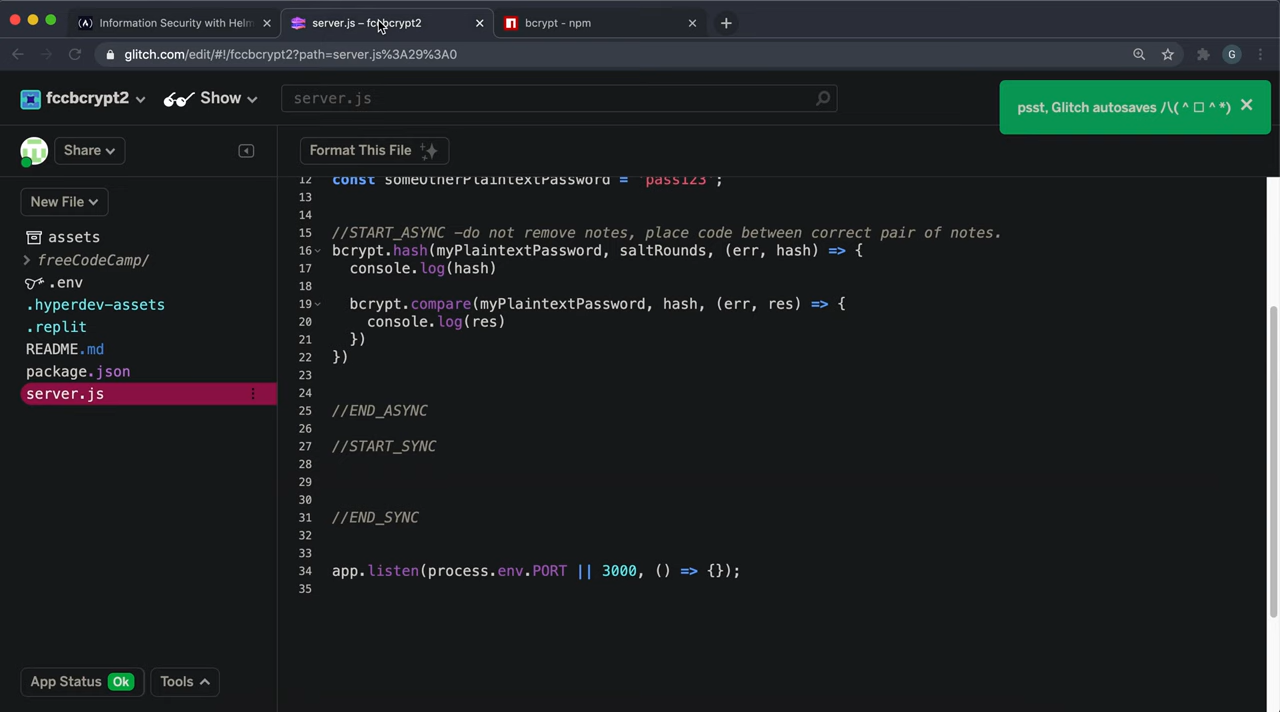 Information Security with Helm
server.js – fccbcrypt2
bcrypt - npm
glitch.com/edit/#!/fccbcrypt2?path=server.js%3A29%3A0
G
fccbcrypt2
Show
server.js
psst, Glitch autosaves /\( ^ □ ^ *)
Share
Format This File
New File
assets
freeCodeCamp/
.env
.hyperdev-assets
.replit
README.md
package.json
server.js
App Status Ok
Tools
12 const someOtherPlaintextPassword = 'pass123';
13
14
15 //START_ASYNC -do not remove notes, place code between correct pair of notes.
16 bcrypt.hash(myPlaintextPassword, saltRounds, (err, hash) => {
17 console.log(hash)
18
19 bcrypt.compare(myPlaintextPassword, hash, (err, res) => {
20 console.log(res)
21 })
22 })
23
24
25 //END_ASYNC
26
27 //START_SYNC
28
29
30
31 //END_SYNC
32
33
34 app.listen(process.env.PORT || 3000, () => {});
35